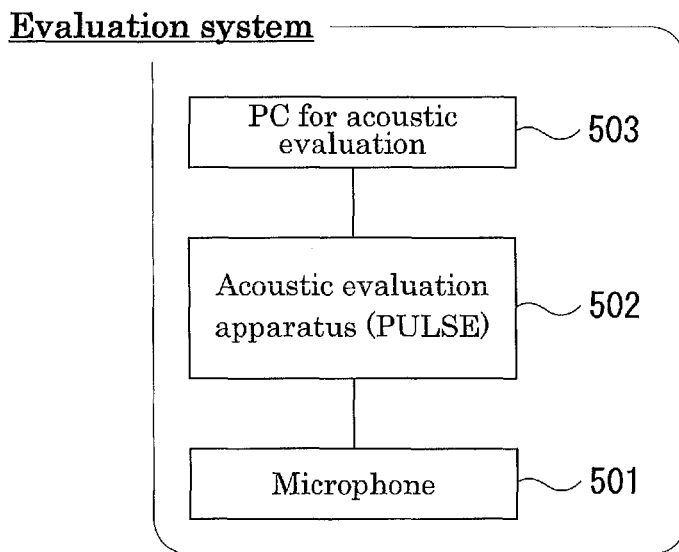 Evaluation system
PC for acoustic
evaluation
503
Acoustic evaluation
apparatus (PULSE)
502
Microphone
501